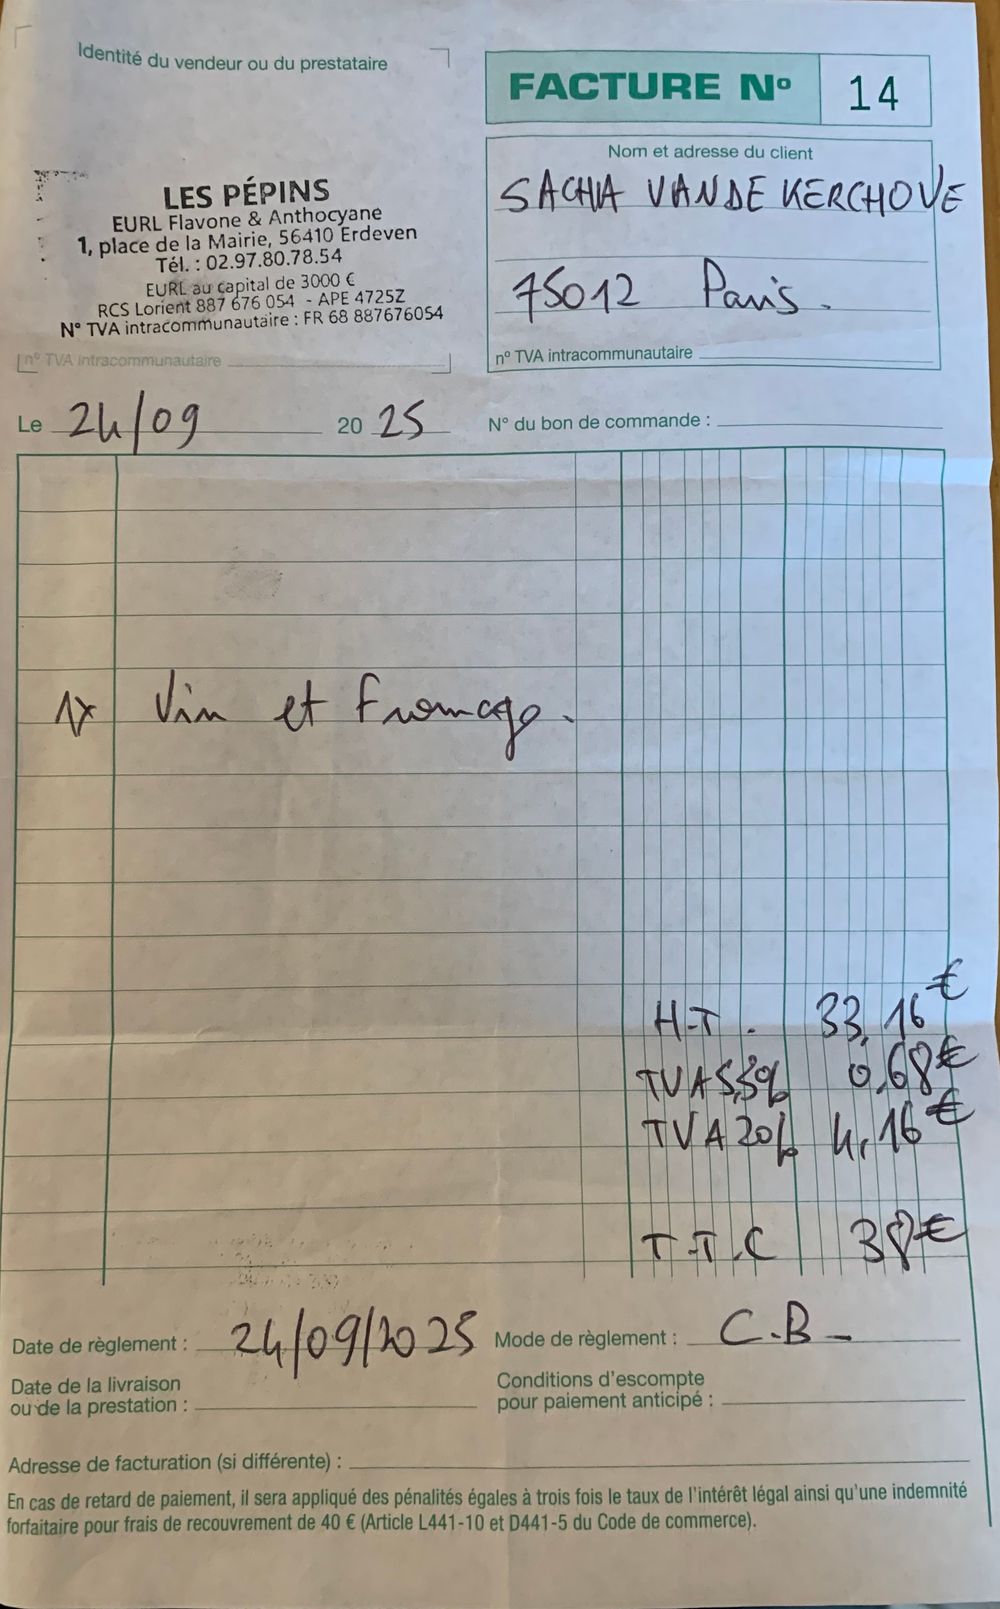 Identité du vendeur ou du prestataire
FACTURE Nº 14
Nom et adresse du client
LES PÉPINS
EURL Flavone & Anthocyane
1, place de la Mairie, 56410 Erdeven
Tél. : 02.97.80.78.54
EURL au capital de 3000 €
RCS Lorient 887 676 054 - APE 4725Z
N° TVA intracommunautaire : FR 68 887676054
n° TVA intracommunautaire
SACHA VANDE KERCHOVE
75012 Paris.
n° TVA intracommunautaire
Le 24/09 20 25
N° du bon de commande :
1x Vin et fromage.
H-T. 33,16€
TVA 5,5% 0,68€
TVA 20% 4,16€
T-T.C 38€
Date de règlement : 24/09/2025
Mode de règlement : C.B-
Date de la livraison
ou de la prestation :
Conditions d'escompte
pour paiement anticipé :
Adresse de facturation (si différente) :
En cas de retard de paiement, il sera appliqué des pénalités égales à trois fois le taux de l'intérêt légal ainsi qu'une indemnité
forfaitaire pour frais de recouvrement de 40 € (Article L441-10 et D441-5 du Code de commerce).